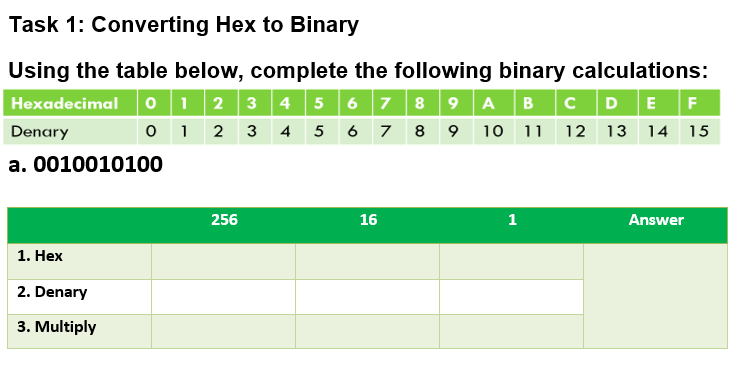 Task 1: Converting Hex to Binary
Using the table below, complete the following binary calculations:
Hexadecimal 0 1 2 3 4 5 6 7 8 9 A B C D E F
Denary 0 1 2 3 4 5 6 7 8 9 10 11 12 13 14 15
a. 0010010100
256 16 1 Answer
1. Hex
2. Denary
3. Multiply